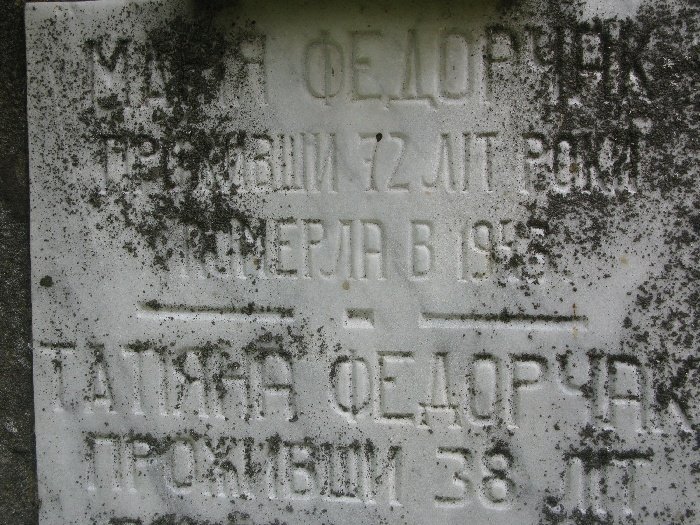 МАРІЯ ФЕДОРЧАК
ПРОЖИВШИ 72 ЛІТ РОКИ
ПОМЕРЛА В
ТАТІЯНА ФЕДОРЧАК
ПРОЖИВШИ 38 ЛІТ